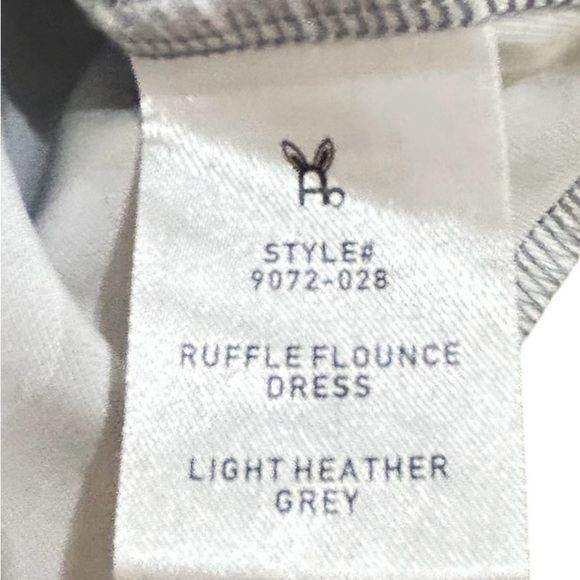 STYLE#
9072-028
RUFFLE FLOUNCE
DRESS
LIGHT HEATHER
GREY